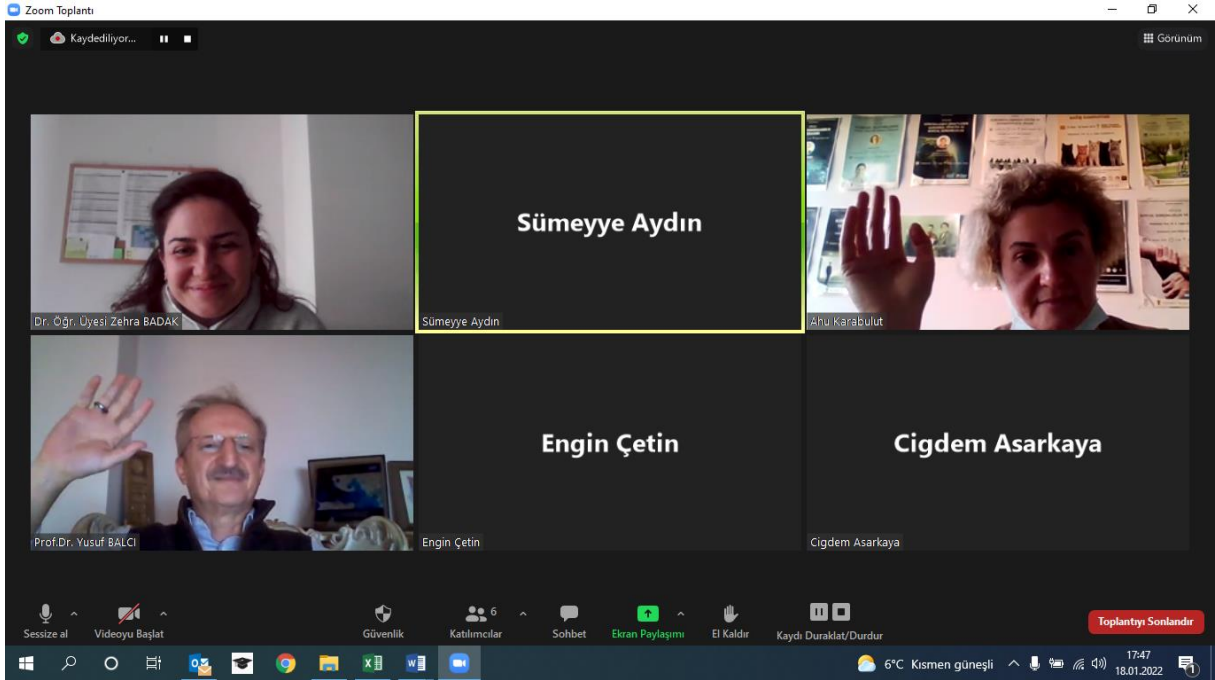 Zoom Toplantı
Kaydediliyor...
Görünüm
Dr. Öğr. Üyesi Zehra BADAK
Sümeyye Aydın
Sümeyye Aydın
Ahu Karabulut
Prof.Dr. Yusuf BALCI
Engin Çetin
Engin Çetin
Cigdem Asarkaya
Cigdem Asarkaya
Sessize al
Videoyu Başlat
Güvenlik
6
Katılımcılar
Sohbet
Ekran Paylaşımı
El Kaldır
Kaydı Duraklat/Durdur
Toplantıyı Sonlandır
6°C Kısmen güneşli
17:47
18.01.2022
1